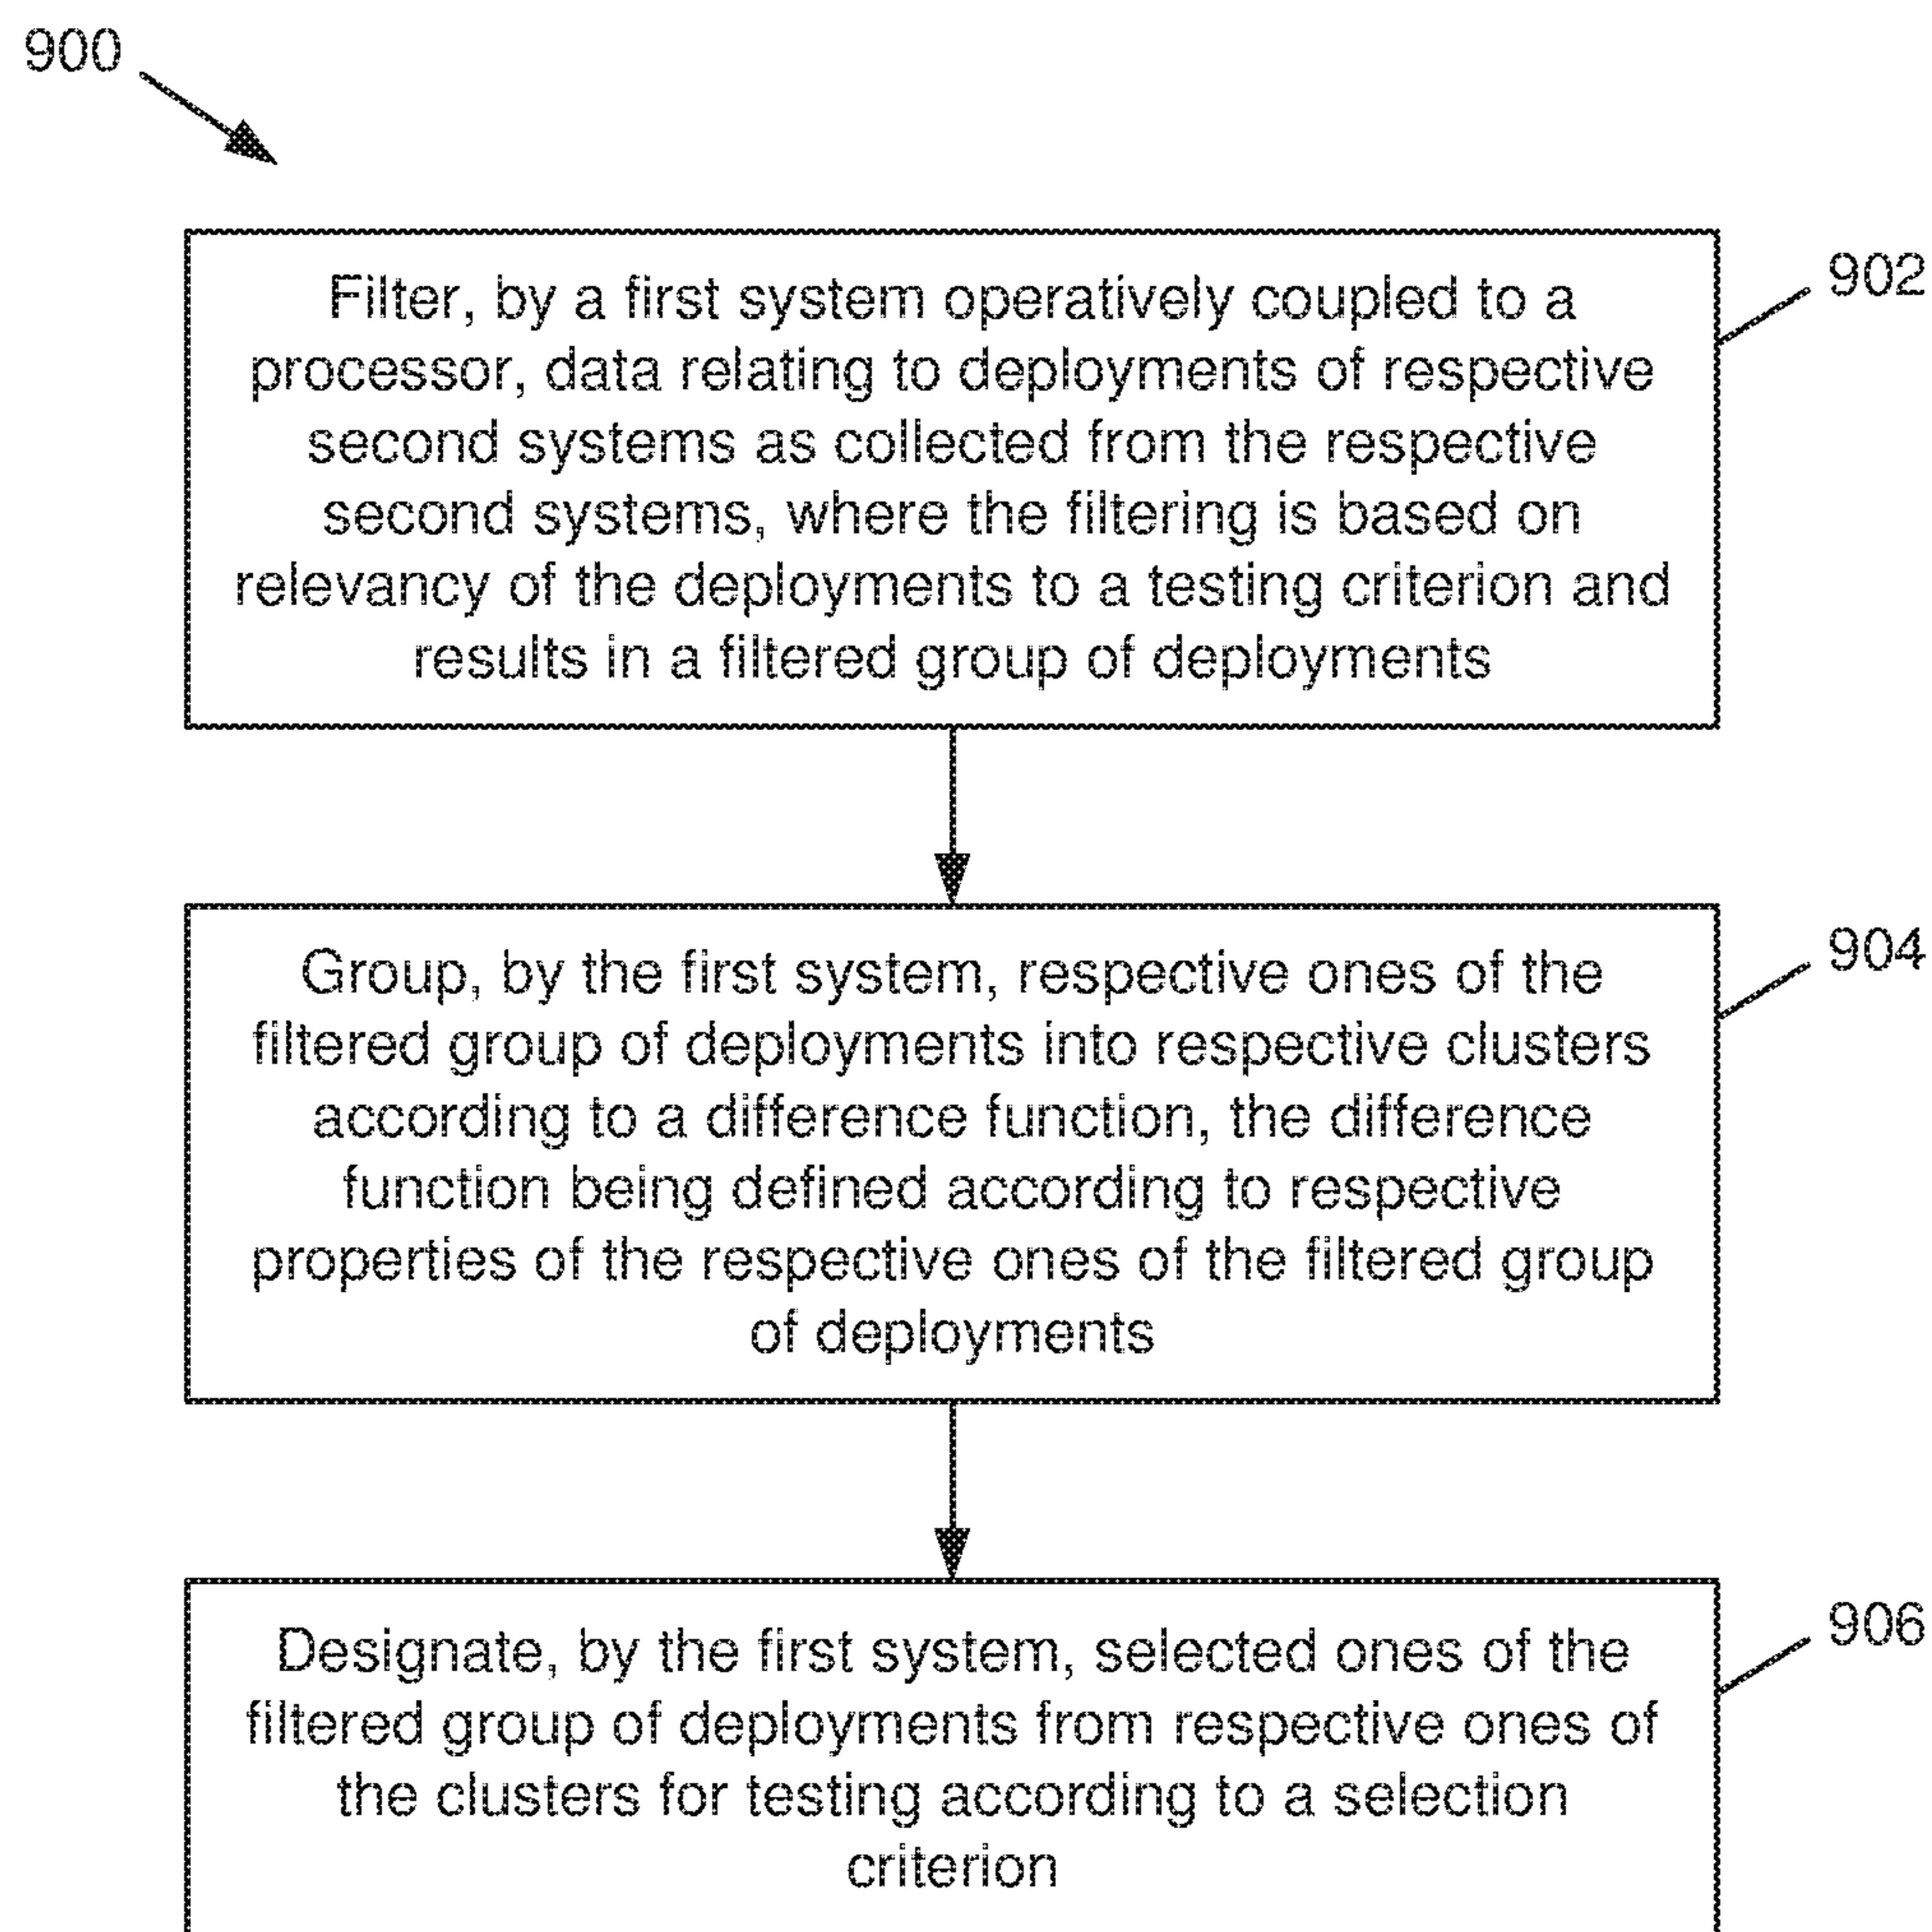 900
902
Filter, by a first system operatively coupled to a
processor, data relating to deployments of respective
second systems as collected from the respective
second systems, where the filtering is based on
relevancy of the deployments to a testing criterion and
results in a filtered group of deployments
904
Group, by the first system, respective ones of the
filtered group of deployments into respective clusters
according to a difference function, the difference
function being defined according to respective
properties of the respective ones of the filtered group
of deployments
906
Designate, by the first system, selected ones of the
filtered group of deployments from respective ones of
the clusters for testing according to a selection
criterion